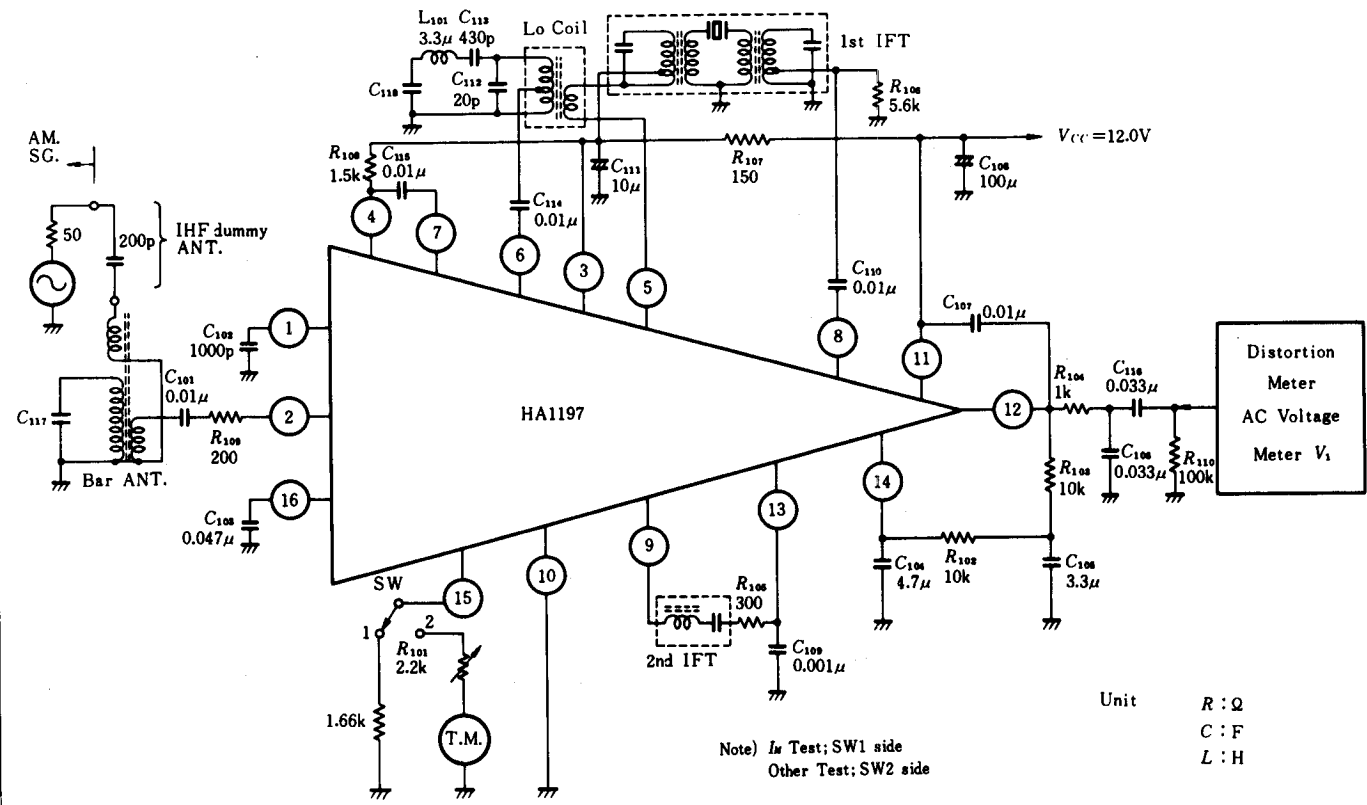 L101 C113
3.3μ 430p
Lo Coil
1st IFT
C118
C112
20p
R106
5.6k
AM.
SG.
R108
1.5k
C115
0.01μ
C111
10μ
R107
150
VCC=12.0V
C106
100μ
C114
0.01μ
50
200p
IHF dummy
ANT.
4
7
6
3
5
C110
0.01μ
C107
0.01μ
C102
1000p
1
8
11
C117
C101
0.01μ
R109
200
2
HA1197
12
R104
1k
C116
0.033μ
Distortion
Meter
AC Voltage
Meter V1
Bar ANT.
C108
0.033μ
R110
100k
R103
10k
C103
0.047μ
16
14
13
9
10
15
SW
1
2
R101
2.2k
1.66k
T.M.
2nd IFT
R105
300
C109
0.001μ
C104
4.7μ
R102
10k
C105
3.3μ
Note) IM Test; SW1 side
Other Test; SW2 side
Unit R : Ω
C : F
L : H